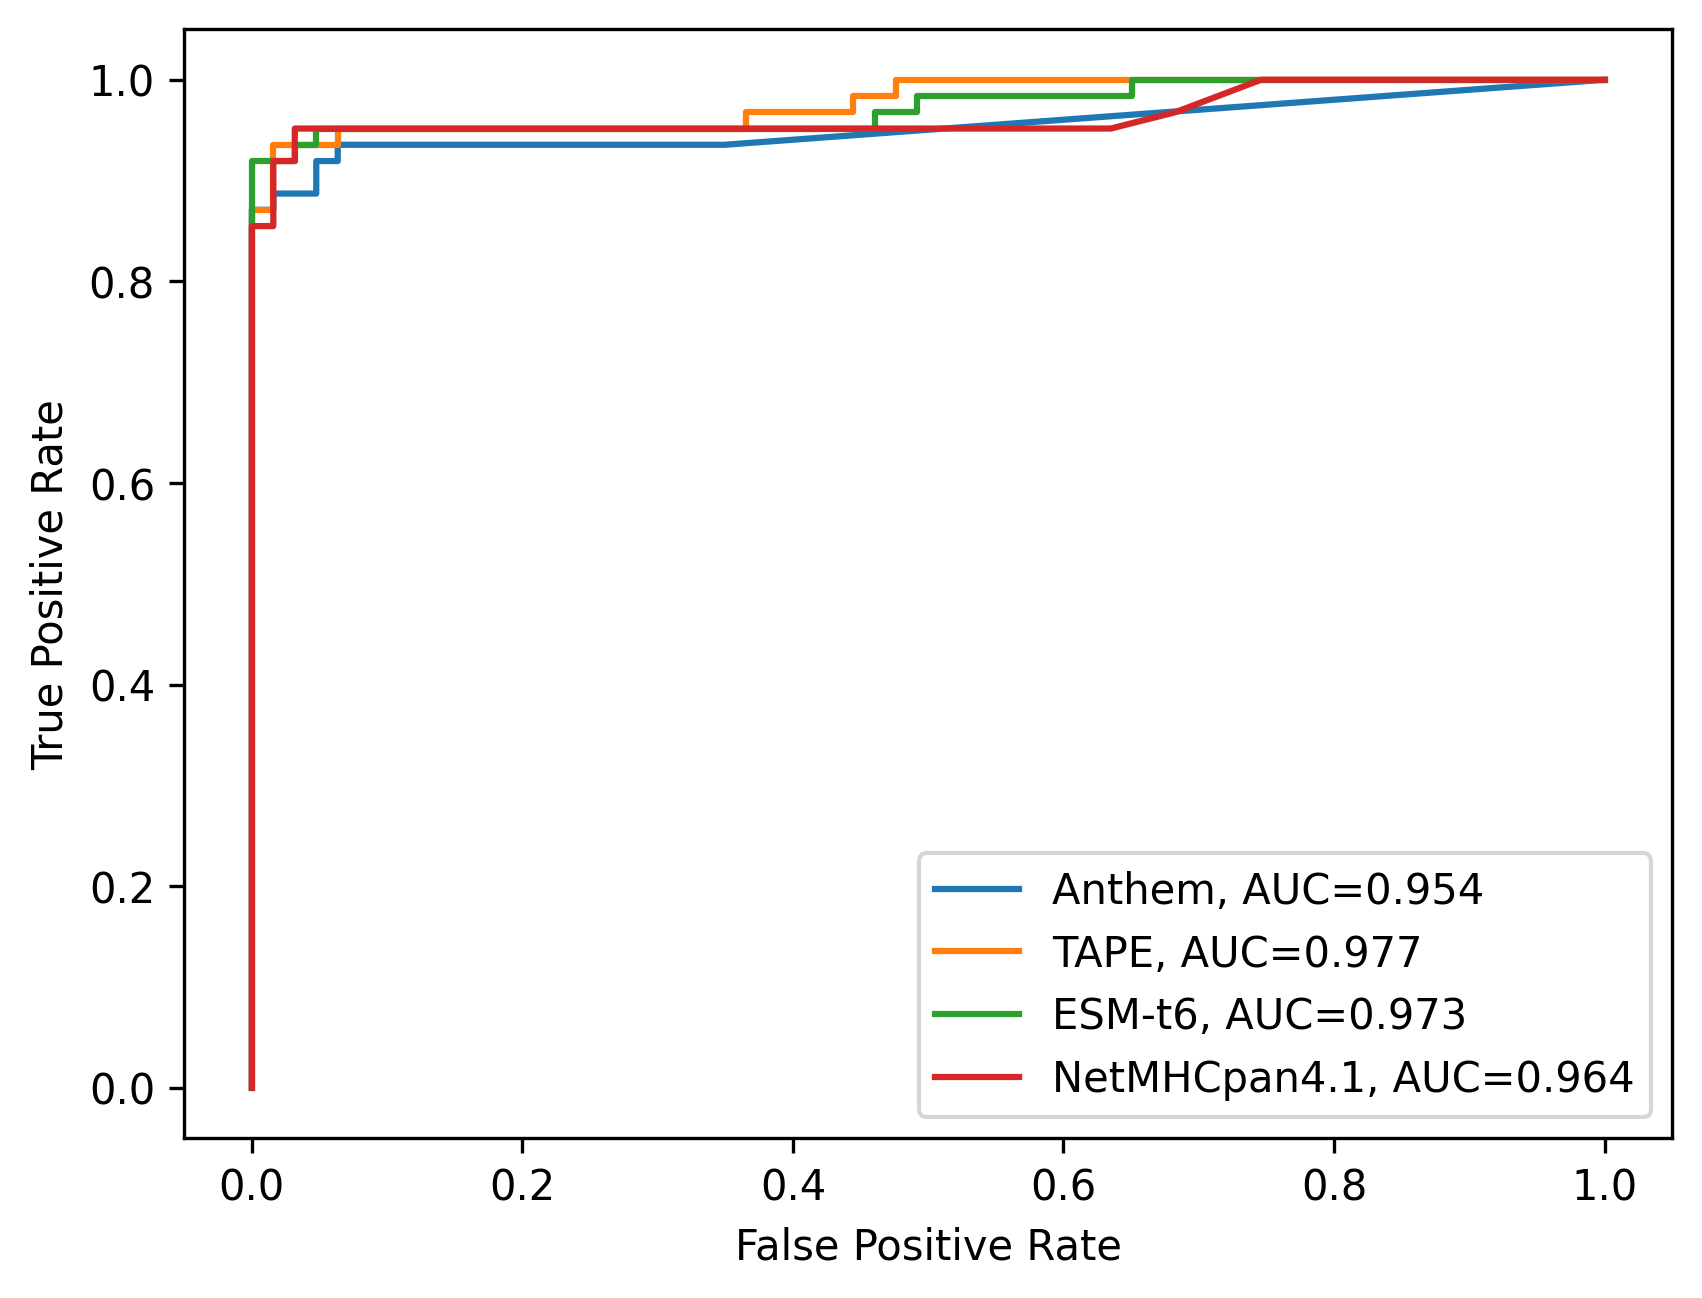 1.0
0.8
0.6
0.4
0.2
0.0
True Positive Rate
0.0 0.2 0.4 0.6 0.8 1.0
False Positive Rate
Anthem, AUC=0.954
TAPE, AUC=0.977
ESM-t6, AUC=0.973
NetMHCpan4.1, AUC=0.964